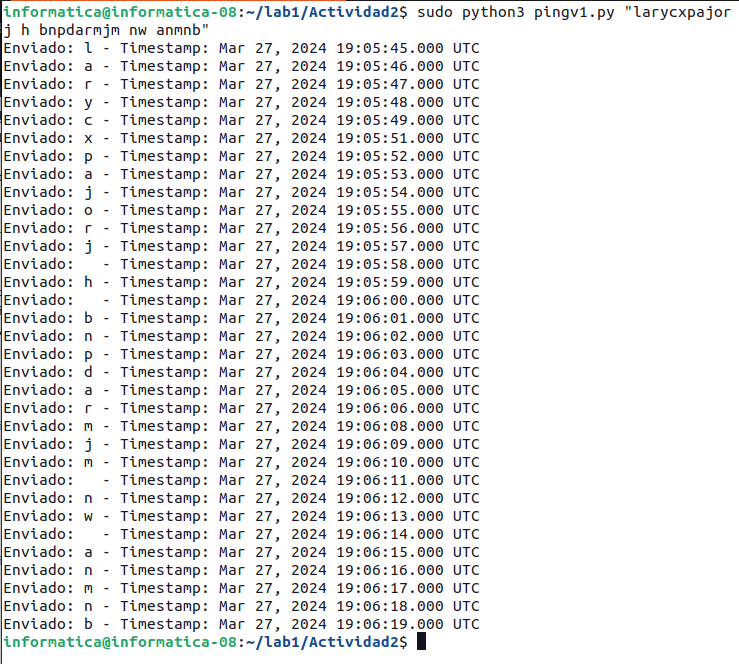 informatica@informatica-08:~/lab1/Actividad2$ sudo python3 pingv1.py "larycxpajor
j h bnpdarmjm nw anmnb"
Enviado: l - Timestamp: Mar 27, 2024 19:05:45.000 UTC
Enviado: a - Timestamp: Mar 27, 2024 19:05:46.000 UTC
Enviado: r - Timestamp: Mar 27, 2024 19:05:47.000 UTC
Enviado: y - Timestamp: Mar 27, 2024 19:05:48.000 UTC
Enviado: c - Timestamp: Mar 27, 2024 19:05:49.000 UTC
Enviado: x - Timestamp: Mar 27, 2024 19:05:51.000 UTC
Enviado: p - Timestamp: Mar 27, 2024 19:05:52.000 UTC
Enviado: a - Timestamp: Mar 27, 2024 19:05:53.000 UTC
Enviado: j - Timestamp: Mar 27, 2024 19:05:54.000 UTC
Enviado: o - Timestamp: Mar 27, 2024 19:05:55.000 UTC
Enviado: r - Timestamp: Mar 27, 2024 19:05:56.000 UTC
Enviado: j - Timestamp: Mar 27, 2024 19:05:57.000 UTC
Enviado:   - Timestamp: Mar 27, 2024 19:05:58.000 UTC
Enviado: h - Timestamp: Mar 27, 2024 19:05:59.000 UTC
Enviado:   - Timestamp: Mar 27, 2024 19:06:00.000 UTC
Enviado: b - Timestamp: Mar 27, 2024 19:06:01.000 UTC
Enviado: n - Timestamp: Mar 27, 2024 19:06:02.000 UTC
Enviado: p - Timestamp: Mar 27, 2024 19:06:03.000 UTC
Enviado: d - Timestamp: Mar 27, 2024 19:06:04.000 UTC
Enviado: a - Timestamp: Mar 27, 2024 19:06:05.000 UTC
Enviado: r - Timestamp: Mar 27, 2024 19:06:06.000 UTC
Enviado: m - Timestamp: Mar 27, 2024 19:06:08.000 UTC
Enviado: j - Timestamp: Mar 27, 2024 19:06:09.000 UTC
Enviado: m - Timestamp: Mar 27, 2024 19:06:10.000 UTC
Enviado:   - Timestamp: Mar 27, 2024 19:06:11.000 UTC
Enviado: n - Timestamp: Mar 27, 2024 19:06:12.000 UTC
Enviado: w - Timestamp: Mar 27, 2024 19:06:13.000 UTC
Enviado:   - Timestamp: Mar 27, 2024 19:06:14.000 UTC
Enviado: a - Timestamp: Mar 27, 2024 19:06:15.000 UTC
Enviado: n - Timestamp: Mar 27, 2024 19:06:16.000 UTC
Enviado: m - Timestamp: Mar 27, 2024 19:06:17.000 UTC
Enviado: n - Timestamp: Mar 27, 2024 19:06:18.000 UTC
Enviado: b - Timestamp: Mar 27, 2024 19:06:19.000 UTC
informatica@informatica-08:~/lab1/Actividad2$